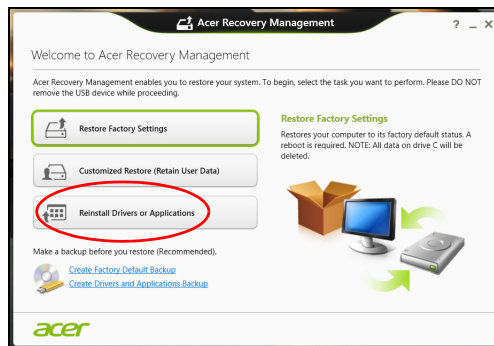 Acer Recovery Management
? _ X
Welcome to Acer Recovery Management
Acer Recovery Management enables you to restore your system. To begin, select the task you want to perform. Please DO NOT
remove the USB device while proceeding.
Restore Factory Settings
Customized Restore (Retain User Data)
Reinstall Drivers or Applications
Make a backup before you restore (Recommended).
Create Factory Default Backup
Create Drivers and Applications Backup
Restore Factory Settings
Restores your computer to its factory default status. A
reboot is required. NOTE: All data on drive C will be
deleted.
acer